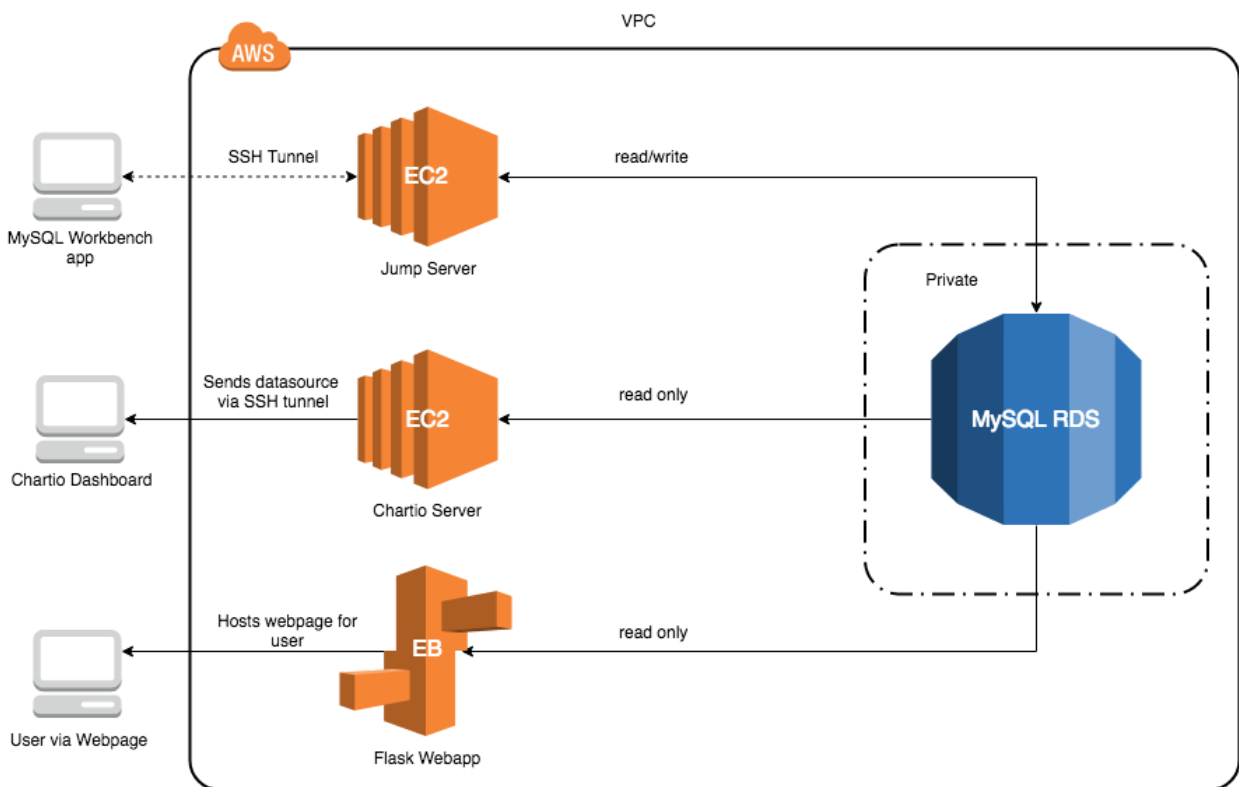 VPC
AWS
SSH Tunnel
EC2
read/write
MySQL Workbench
app
Jump Server
Private
Sends datasource
via SSH tunnel
EC2
read only
MySQL RDS
Chartio Dashboard
Chartio Server
Hosts webpage for
user
EB
read only
User via Webpage
Flask Webapp